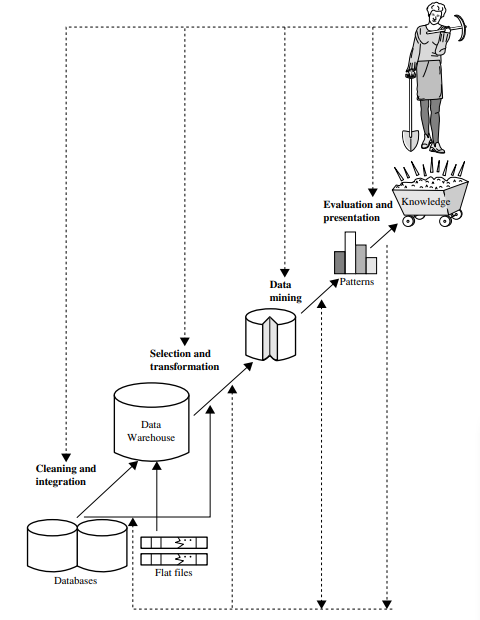 Evaluation and
presentation
Knowledge
Patterns
Data
mining
Selection and
transformation
Data
Warehouse
Cleaning and
integration
Databases
Flat files